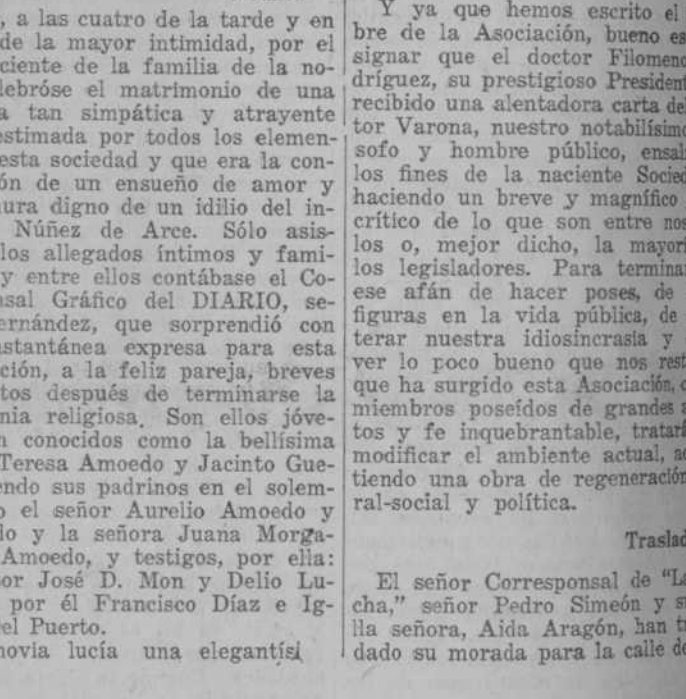 , a las cuatro de la tarde y en
de la mayor intimidad, por el
ciente de la familia de la no-
lebróse el matrimonio de una
a tan simpática y atrayente
estimada por todos los elemen-
esta sociedad y que era la con-
ón de un ensueño de amor y
ura digno de un idilio del in-
Núñez de Arce. Sólo asis-
los allegados íntimos y fami-
y entre ellos contábase el Co-
nsal Gráfico del DIARIO, se-
ernández, que sorprendió con
stantánea expresa para esta
ción, a la feliz pareja, breves
tos después de terminarse la
nia religiosa. Son ellos jóve-
n conocidos como la bellísima
Teresa Amoedo y Jacinto Gue-
endo sus padrinos en el solem-
o el señor Aurelio Amoedo y
do y la señora Juana Morga-
Amoedo, y testigos, por ella:
or José D. Mon y Delio Lu-
por él Francisco Díaz e Ig-
el Puerto.
novia lucía una elegantísi
Y ya que hemos escrito el
bre de la Asociación, bueno es
signar que el doctor Filomeno
dríguez, su prestigioso President
recibido una alentadora carta del
tor Varona, nuestro notabilísimo
sofo y hombre público, ensal
los fines de la naciente Socied
haciendo un breve y magnífico
crítico de lo que son entre nos
los o, mejor dicho, la mayorí
los legisladores. Para terminar
ese afán de hacer poses, de
figuras en la vida pública, de
terar nuestra idiosincrasia y
ver lo poco bueno que nos rest
que ha surgido esta Asociación, c
miembros poseídos de grandes a
tos y fe inquebrantable, tratará
modificar el ambiente actual, ac
tiendo una obra de regeneración
ral-social y política.
Traslad
El señor Corresponsal de "La
cha," señor Pedro Simeón y su
lla señora, Aida Aragón, han tr
dado su morada para la calle de